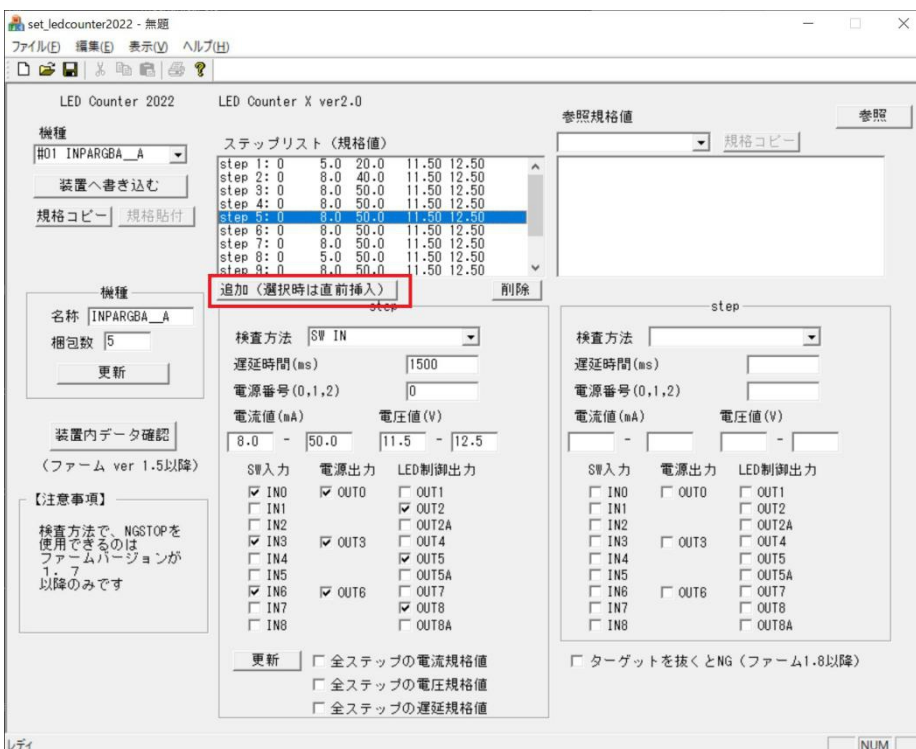 set_ledcounter2022 - 無題
ファイル(F) 編集(E) 表示(V) ヘルプ(H)
LED Counter 2022
LED Counter X ver2.0
機種
#01 INPARGBA__A
装置へ書き込む
規格コピー 規格貼付
ステップリスト（規格値）
step 1: 0 5.0 20.0 11.50 12.50
step 2: 0 8.0 40.0 11.50 12.50
step 3: 0 8.0 50.0 11.50 12.50
step 4: 0 8.0 50.0 11.50 12.50
step 5: 0 8.0 50.0 11.50 12.50
step 6: 0 8.0 50.0 11.50 12.50
step 7: 0 8.0 50.0 11.50 12.50
step 8: 0 5.0 50.0 11.50 12.50
step 9: 0 8.0 50.0 11.50 12.50
追加（選択時は直前挿入） 削除
参照規格値
参照
規格コピー
機種
名称 INPARGBA__A
梱包数 5
更新
装置内データ確認
(ファーム ver 1.5以降)
【注意事項】
検査方法で、NGSTOPを
使用できるのは
ファームバージョンが
１．７
以降のみです
step
検査方法 SW IN
遅延時間(ms) 1500
電源番号(0,1,2) 0
電流値(mA) 電圧値(V)
8.0 - 50.0 11.5 - 12.5
SW入力 電源出力 LED制御出力
IN0 OUT0 OUT1
IN1 OUT2
IN2 OUT2A
IN3 OUT3 OUT4
IN4 OUT5
IN5 OUT5A
IN6 OUT6 OUT7
IN7 OUT8
IN8 OUT8A
更新 全ステップの電流規格値
全ステップの電圧規格値
全ステップの遅延規格値
step
検査方法
遅延時間(ms)
電源番号(0,1,2)
電流値(mA) 電圧値(V)
- -
SW入力 電源出力 LED制御出力
IN0 OUT0 OUT1
IN1 OUT2
IN2 OUT2A
IN3 OUT3 OUT4
IN4 OUT5
IN5 OUT5A
IN6 OUT6 OUT7
IN7 OUT8
IN8 OUT8A
ターゲットを抜くとNG（ファーム1.8以降）
レディ
NUM